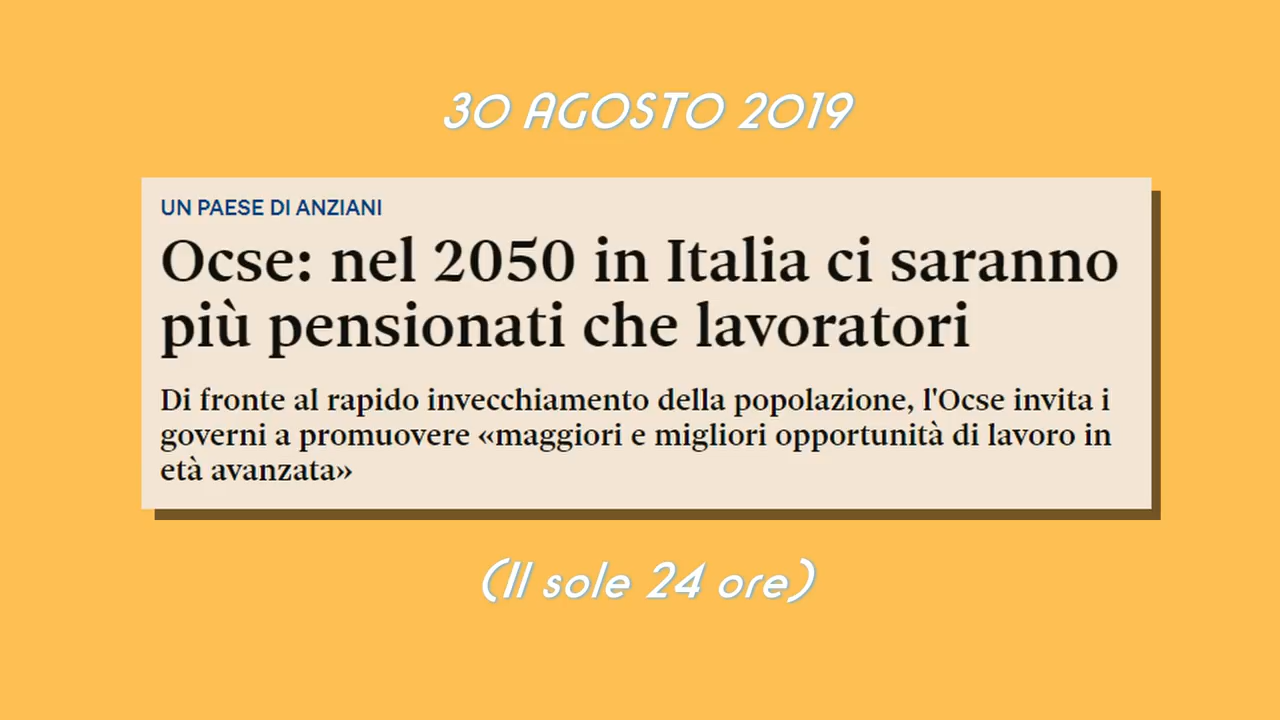 30 AGOSTO 2019
UN PAESE DI ANZIANI
Ocse: nel 2050 in Italia ci saranno
più pensionati che lavoratori
Di fronte al rapido invecchiamento della popolazione, l'Ocse invita i
governi a promuovere «maggiori e migliori opportunità di lavoro in
età avanzata»
(Il sole 24 ore)